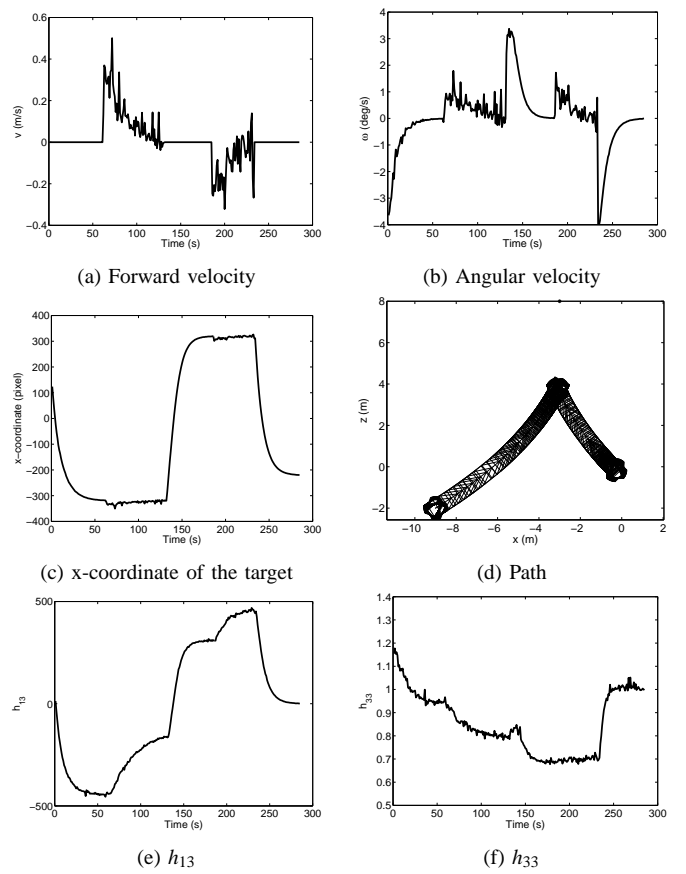 0.6
0.4
0.2
0
−0.2
−0.4
v (m/s)
0 50 100 150 200 250 300
Time (s)
(a) Forward velocity
4
3
2
1
0
−1
−2
−3
−4
ω (deg/s)
0 50 100 150 200 250 300
Time (s)
(b) Angular velocity
400
300
200
100
0
−100
−200
−300
−400
x−coordinate (pixel)
0 50 100 150 200 250 300
Time (s)
(c) x-coordinate of the target
8
6
4
2
0
−2
z (m)
−10 −8 −6 −4 −2 0 2
x (m)
(d) Path
500
0
−500
h13
0 50 100 150 200 250 300
Time (s)
(e) h13
1.4
1.3
1.2
1.1
1
0.9
0.8
0.7
0.6
0.5
h33
0 50 100 150 200 250 300
Time (s)
(f) h33